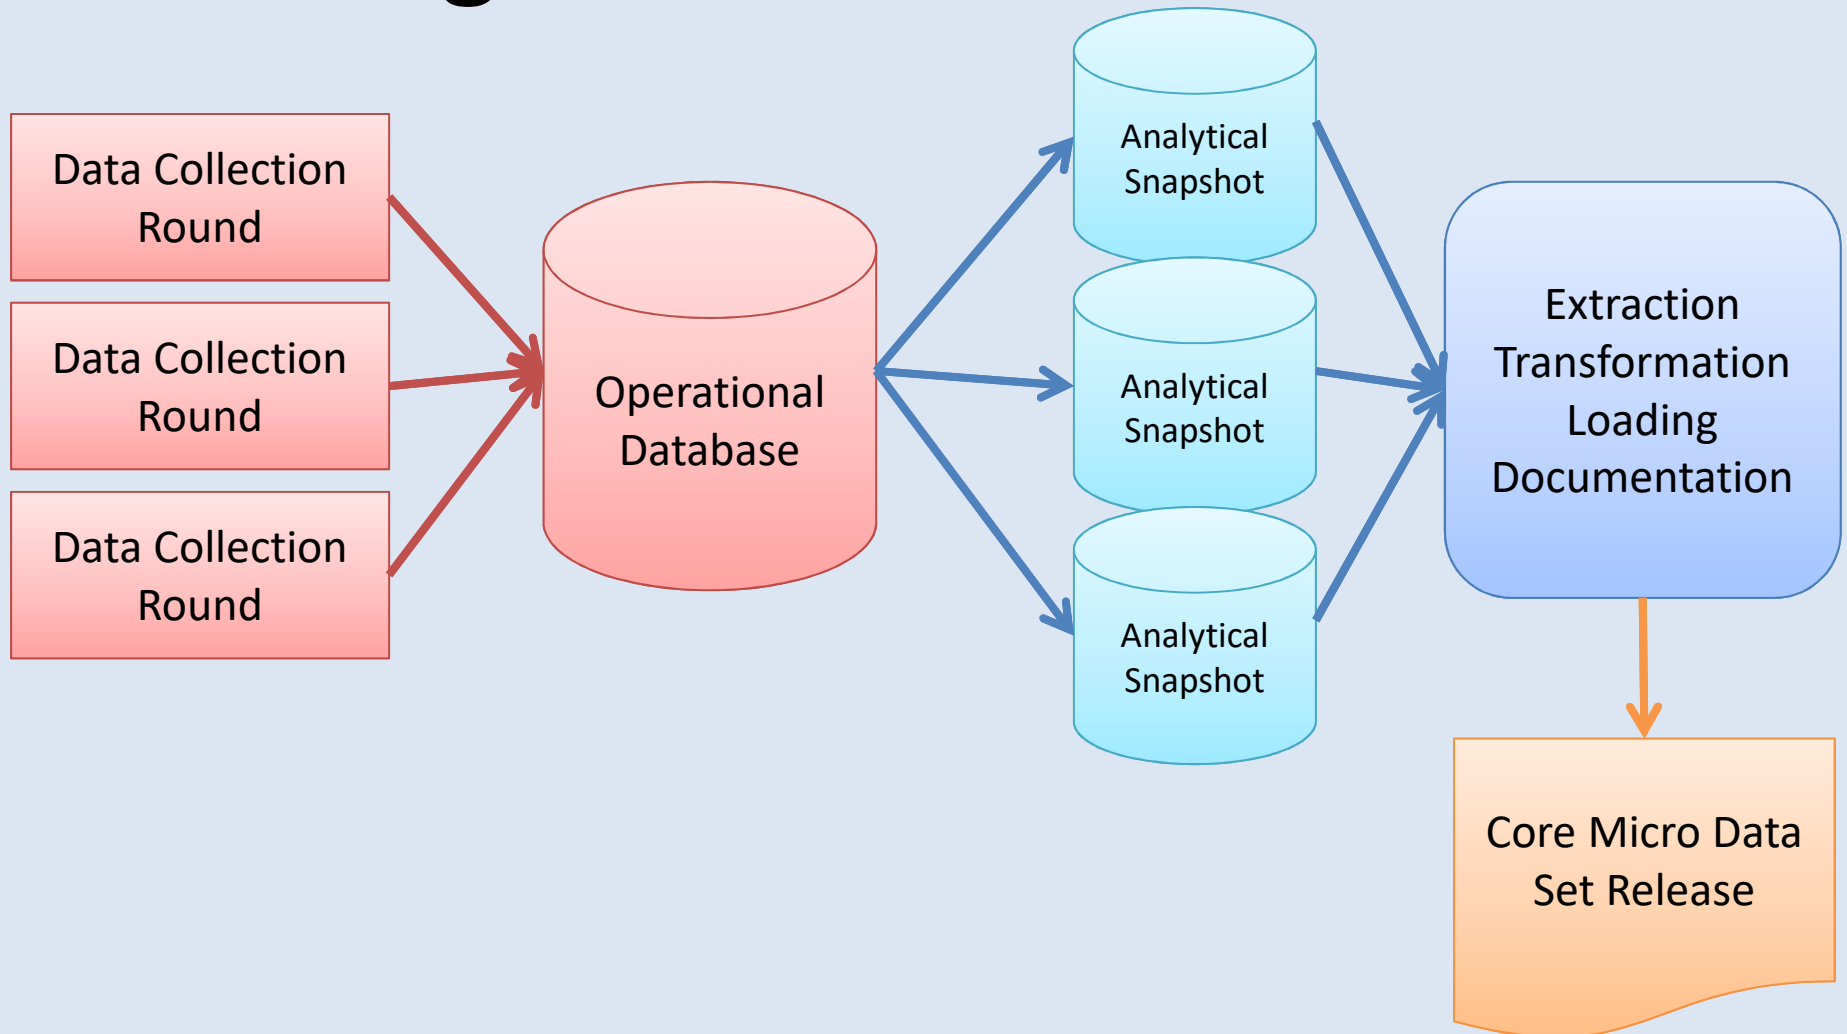 Data Collection
Round
Data Collection
Round
Data Collection
Round
Operational
Database
Analytical
Snapshot
Analytical
Snapshot
Analytical
Snapshot
Extraction
Transformation
Loading
Documentation
Core Micro Data
Set Release